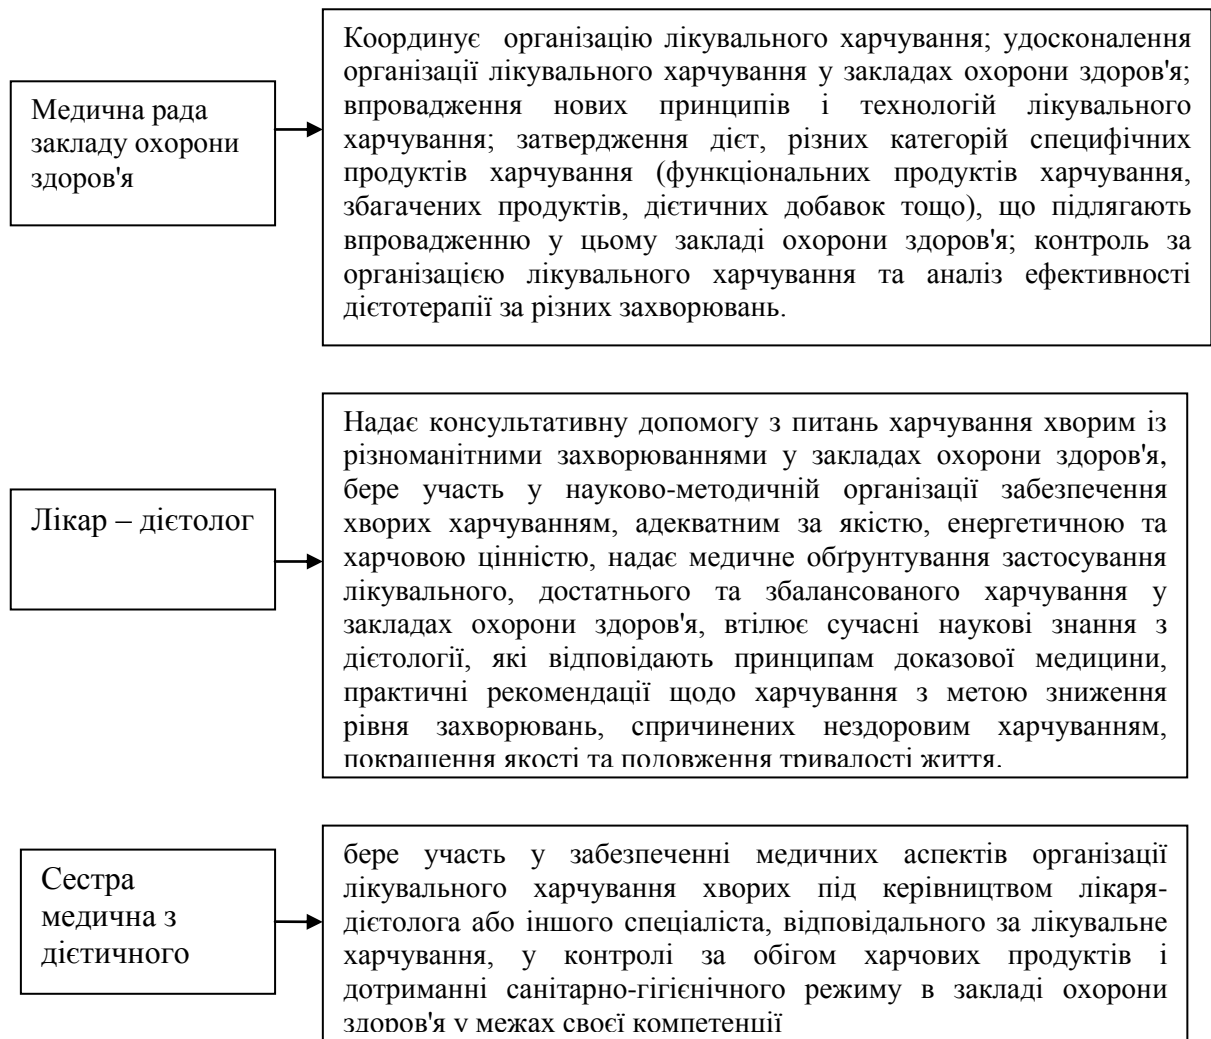 Медична рада
закладу охорони
здоров'я
Координує організацію лікувального харчування; удосконалення
організації лікувального харчування у закладах охорони здоров'я;
впровадження нових принципів і технологій лікувального
харчування; затвердження дієт, різних категорій специфічних
продуктів харчування (функціональних продуктів харчування,
збагачених продуктів, дієтичних добавок тощо), що підлягають
впровадженню у цьому закладі охорони здоров'я; контроль за
організацією лікувального харчування та аналіз ефективності
дієтотерапії за різних захворювань.
Лікар – дієтолог
Надає консультативну допомогу з питань харчування хворим із
різноманітними захворюваннями у закладах охорони здоров'я,
бере участь у науково-методичній організації забезпечення
хворих харчуванням, адекватним за якістю, енергетичною та
харчовою цінністю, надає медичне обґрунтування застосування
лікувального, достатнього та збалансованого харчування у
закладах охорони здоров'я, втілює сучасні наукові знання з
дієтології, які відповідають принципам доказової медицини,
практичні рекомендації щодо харчування з метою зниження
рівня захворювань, спричинених нездоровим харчуванням,
покращення якості та подовження тривалості життя.
Сестра
медична з
дієтичного
бере участь у забезпеченні медичних аспектів організації
лікувального харчування хворих під керівництвом лікаря-
дієтолога або іншого спеціаліста, відповідального за лікувальне
харчування, у контролі за обігом харчових продуктів і
дотриманні санітарно-гігієнічного режиму в закладі охорони
здоров'я у межах своєї компетенції